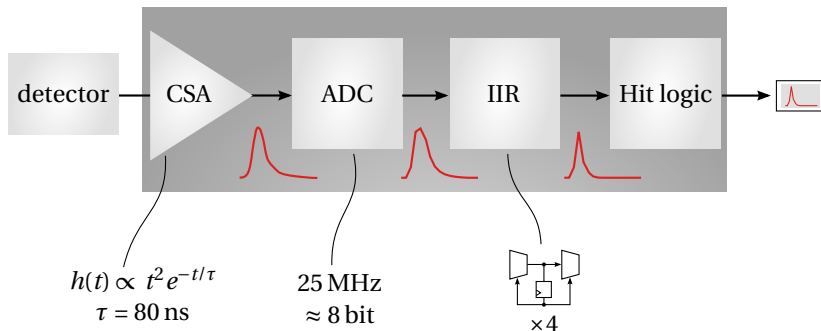 detector
CSA
ADC
IIR
Hit logic
h(t) ∝ t²e^{−t/τ}
τ = 80 ns
25 MHz
≈ 8 bit
×4